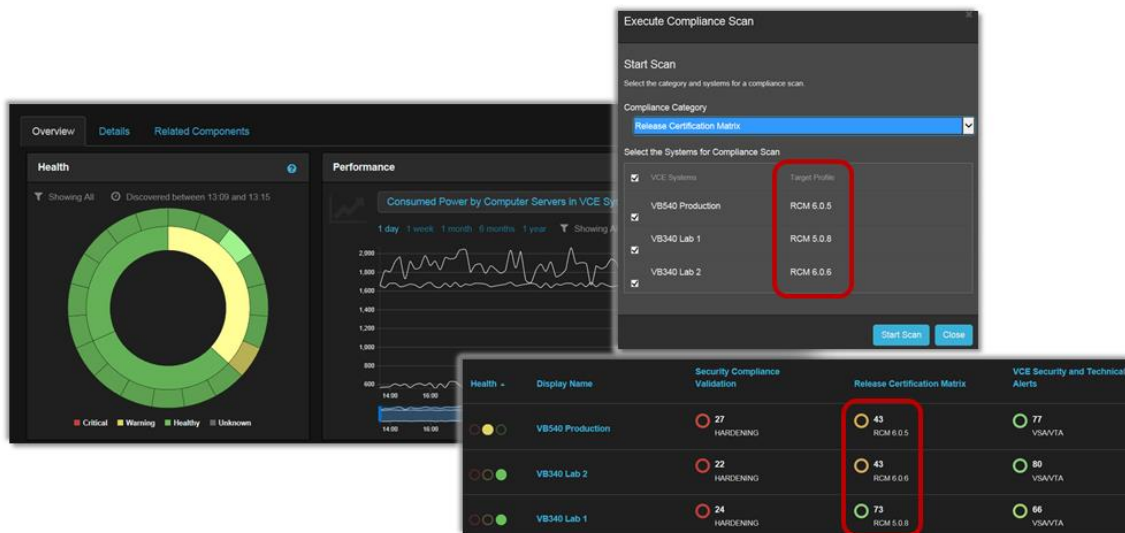 Execute Compliance Scan
Start Scan
Select the category and systems for a compliance scan.
Compliance Category
Release Certification Matrix
Select the Systems for Compliance Scan
VCE Systems Target Profile
VB540 Production RCM 6.0.5
VB340 Lab 1 RCM 5.0.8
VB340 Lab 2 RCM 6.0.6
Start Scan Close
Overview Details Related Components
Health
Showing All Discovered between 13:09 and 13:15
Critical Warning Healthy Unknown
Performance
Consumed Power by Computer Servers in VCE Sy
1 day 1 week 1 month 6 months 1 year Showing A
2,000
1,800
1,600
1,400
1,200
800
600
14:00 16:00
14:00 16:00
Health Display Name Security Compliance Validation Release Certification Matrix VCE Security and Technical Alerts
VB540 Production 27 HARDENING 43 RCM 6.0.5 77 VSA/VTA
VB340 Lab 2 22 HARDENING 43 RCM 6.0.6 80 VSA/VTA
VB340 Lab 1 24 HARDENING 73 RCM 5.0.8 66 VSA/VTA